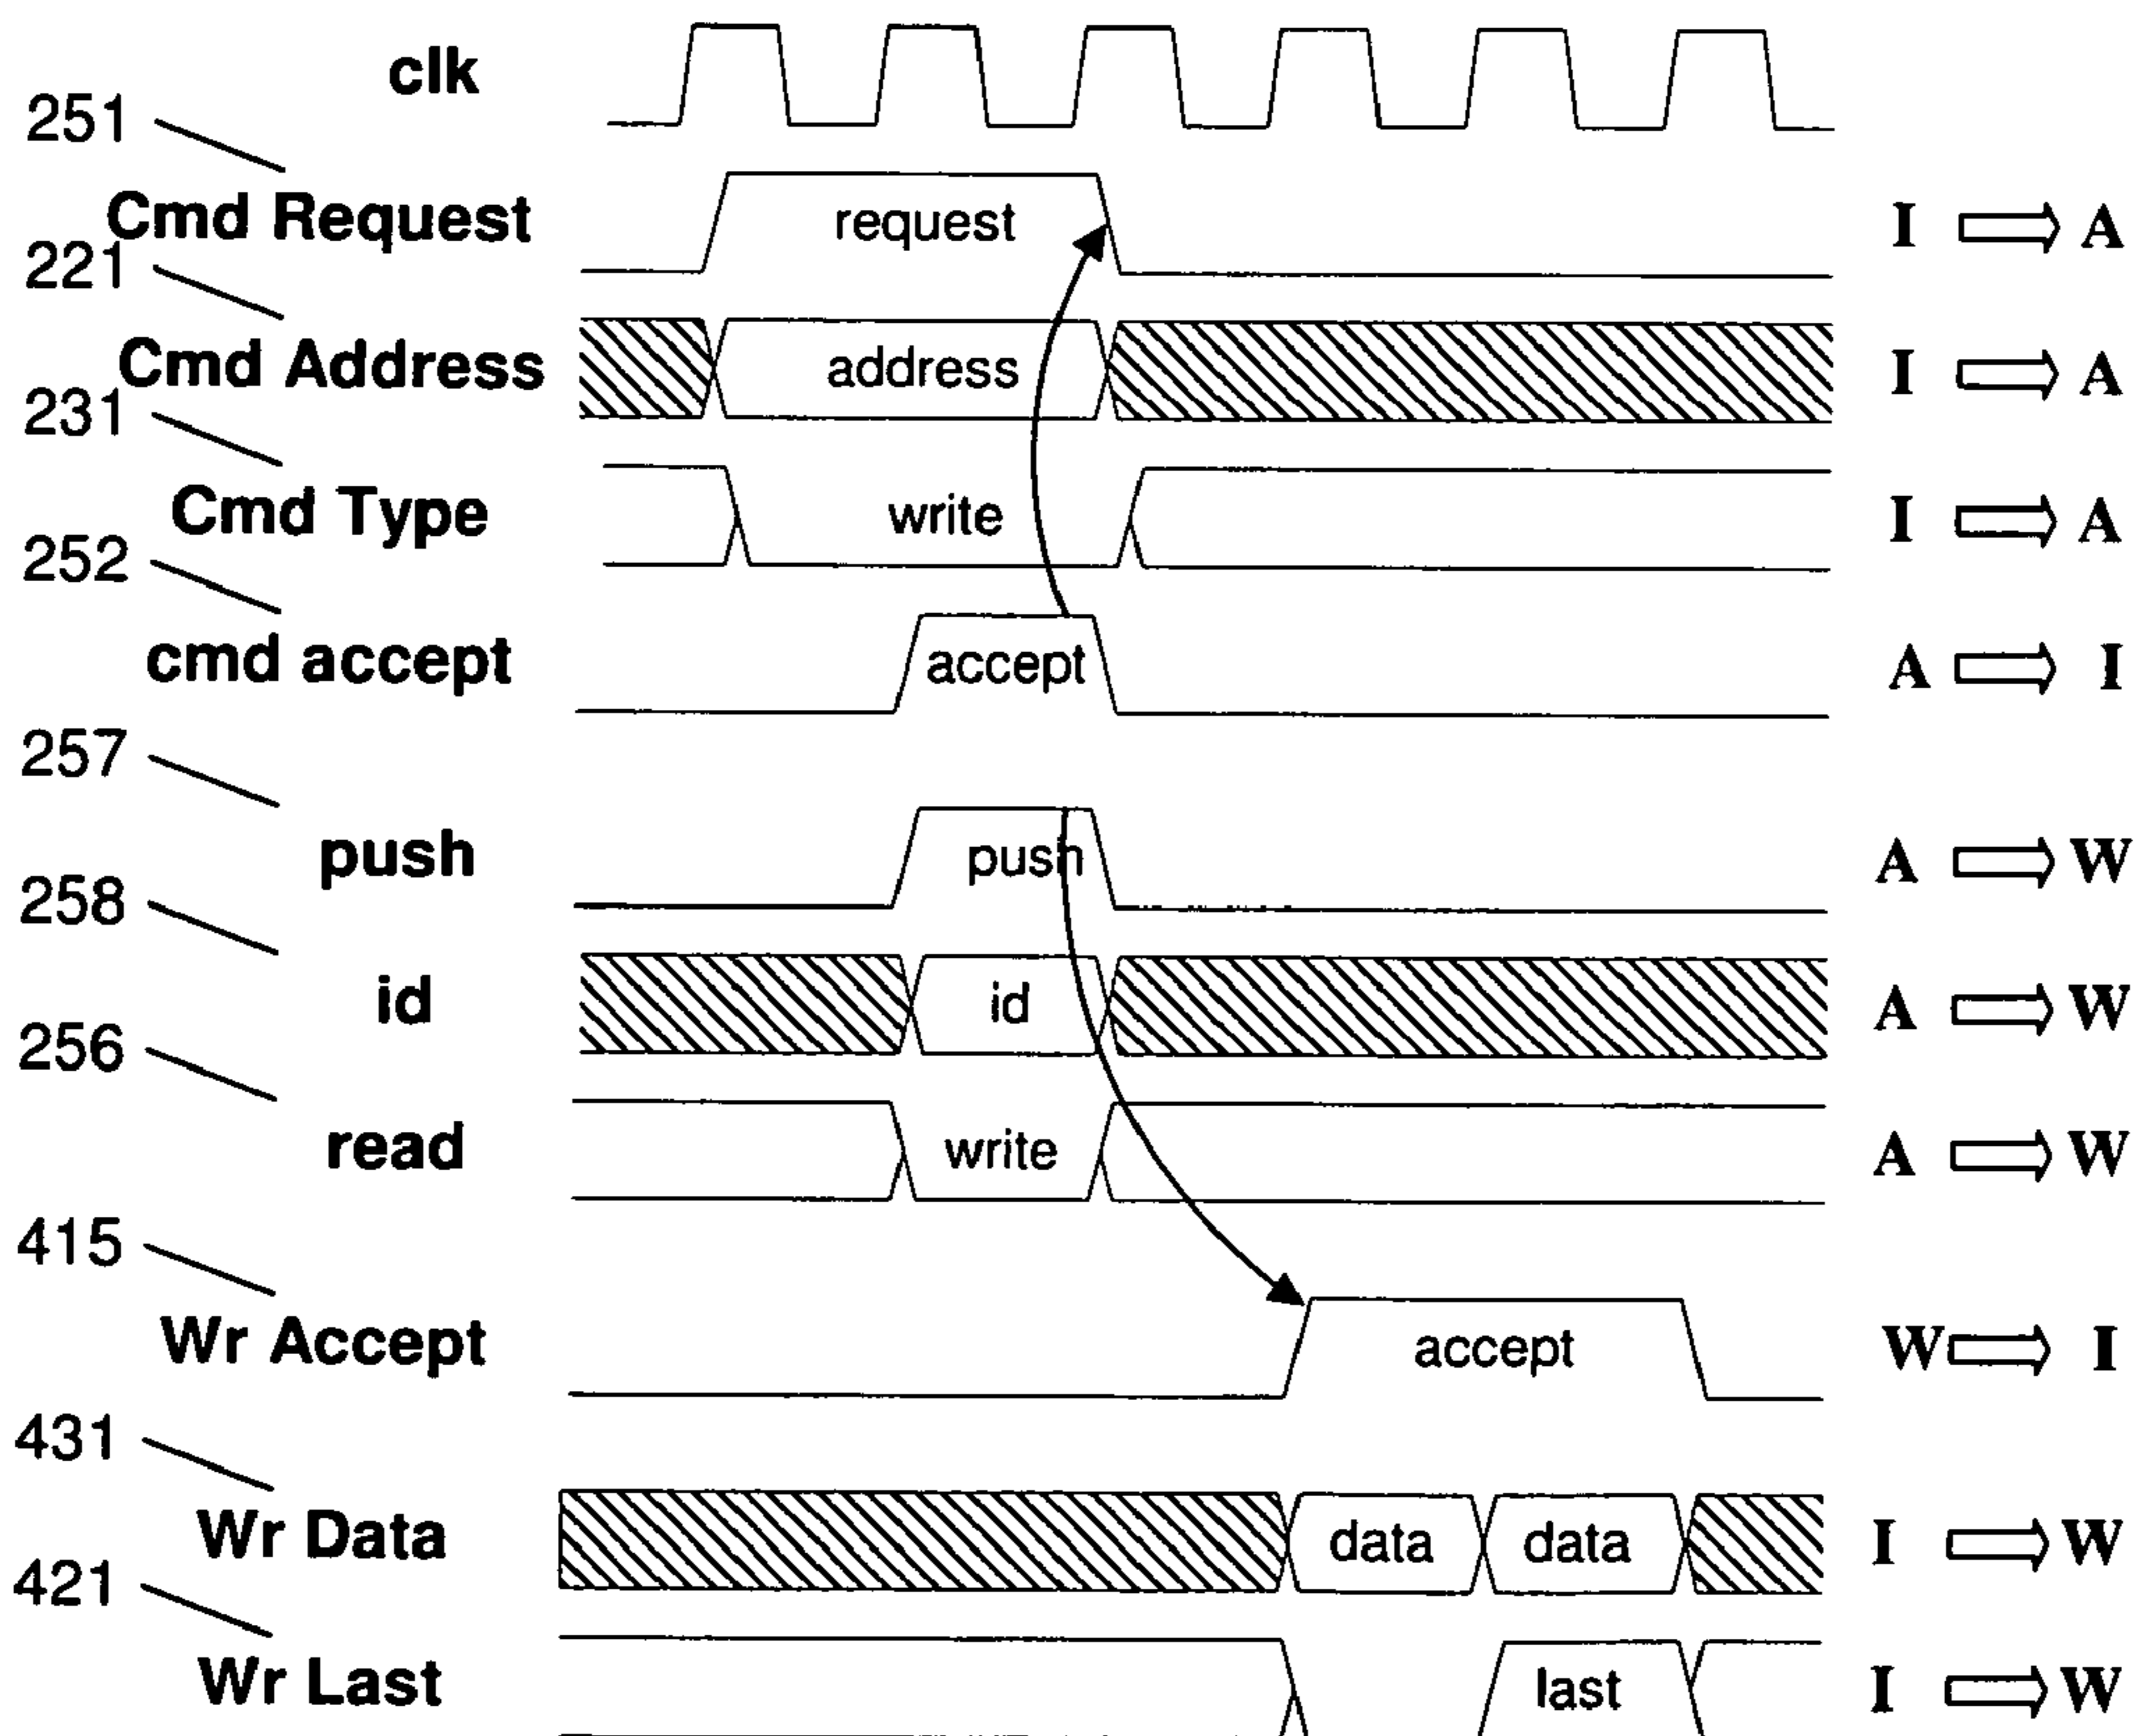 clk
251
Cmd Request request I A
221
Cmd Address address I A
231
Cmd Type write I A
252
cmd accept accept A I
257
push push A W
258
id id A W
256
read write A W
415
Wr Accept accept W I
431
Wr Data data data I W
421
Wr Last last I W